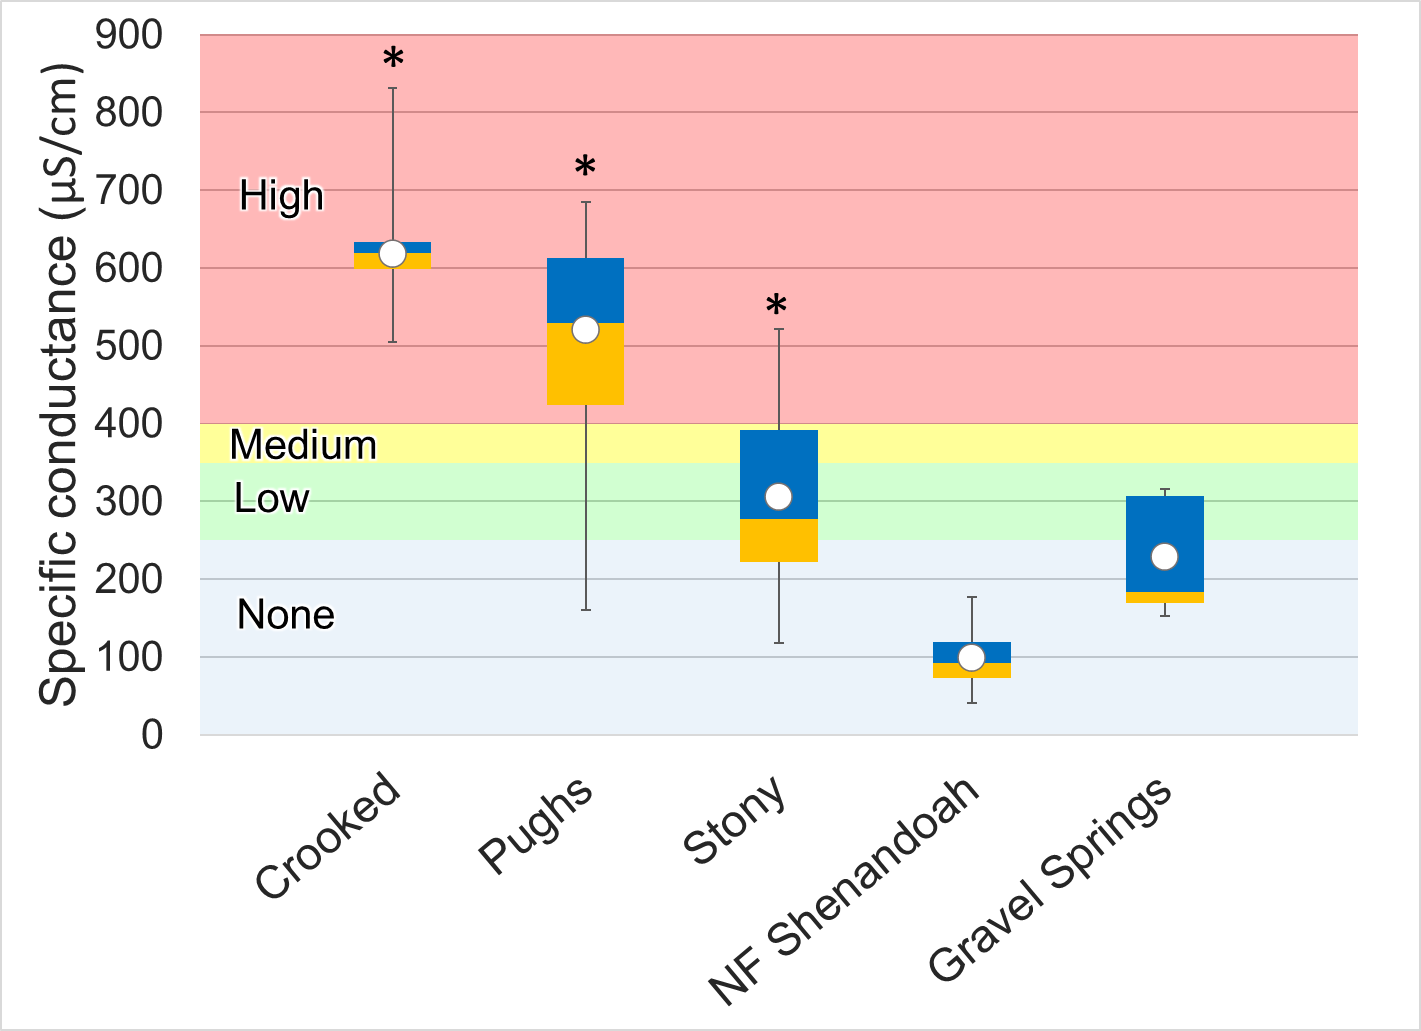 Specific conductance (µS/cm)
900
800
700
600
500
400
300
200
100
0
High
Medium
Low
None
*
*
*
Crooked
Pughs
Stony
NF Shenandoah
Gravel Springs